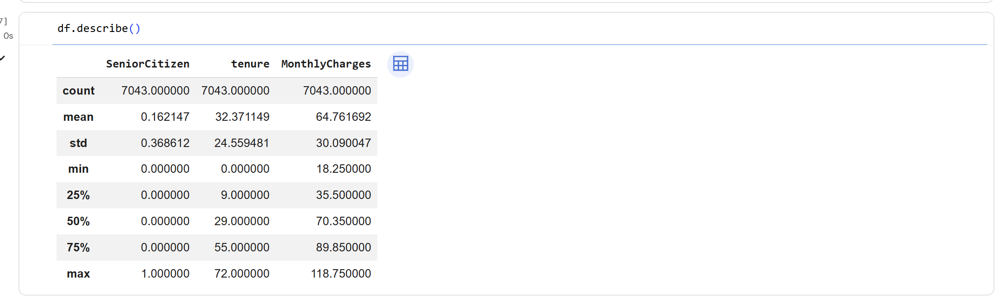 7]
df.describe()
0s
SeniorCitizen tenure MonthlyCharges
count 7043.000000 7043.000000 7043.000000
mean 0.162147 32.371149 64.761692
std 0.368612 24.559481 30.090047
min 0.000000 0.000000 18.250000
25% 0.000000 9.000000 35.500000
50% 0.000000 29.000000 70.350000
75% 0.000000 55.000000 89.850000
max 1.000000 72.000000 118.750000